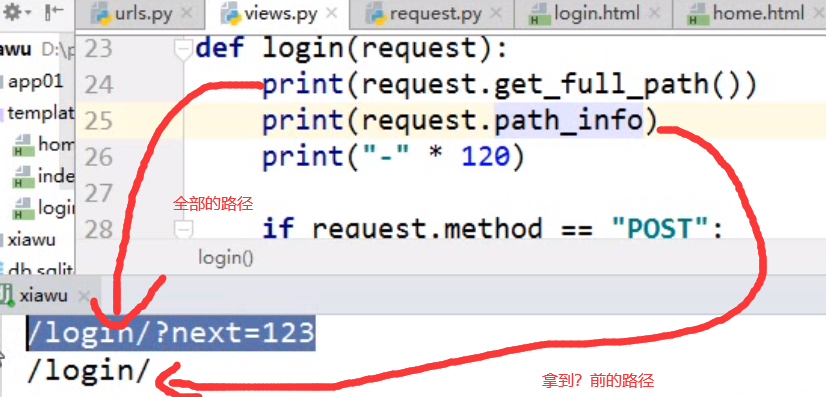 urls.py
views.py
request.py
login.html
home.html
awu D:\p
app01
templat
hom
inde
logi
xiawu
db.sqlit
23 def login(request):
24 print(request.get_full_path())
25 print(request.path_info)
26 print("-" * 120)
27
28 if request.method == "POST":
全部的路径
login()
xiawu
/login/?next=123
/login/
拿到？前的路径